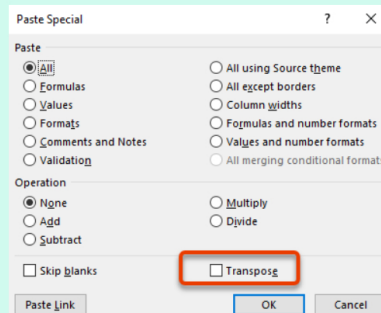 Paste Special ? X
Paste
All
All using Source theme
Formulas
All except borders
Values
Column widths
Formats
Formulas and number formats
Comments and Notes
Values and number formats
Validation
All merging conditional format
Operation
None
Multiply
Add
Divide
Subtract
Skip blanks
Transpose
Paste Link
OK
Cancel